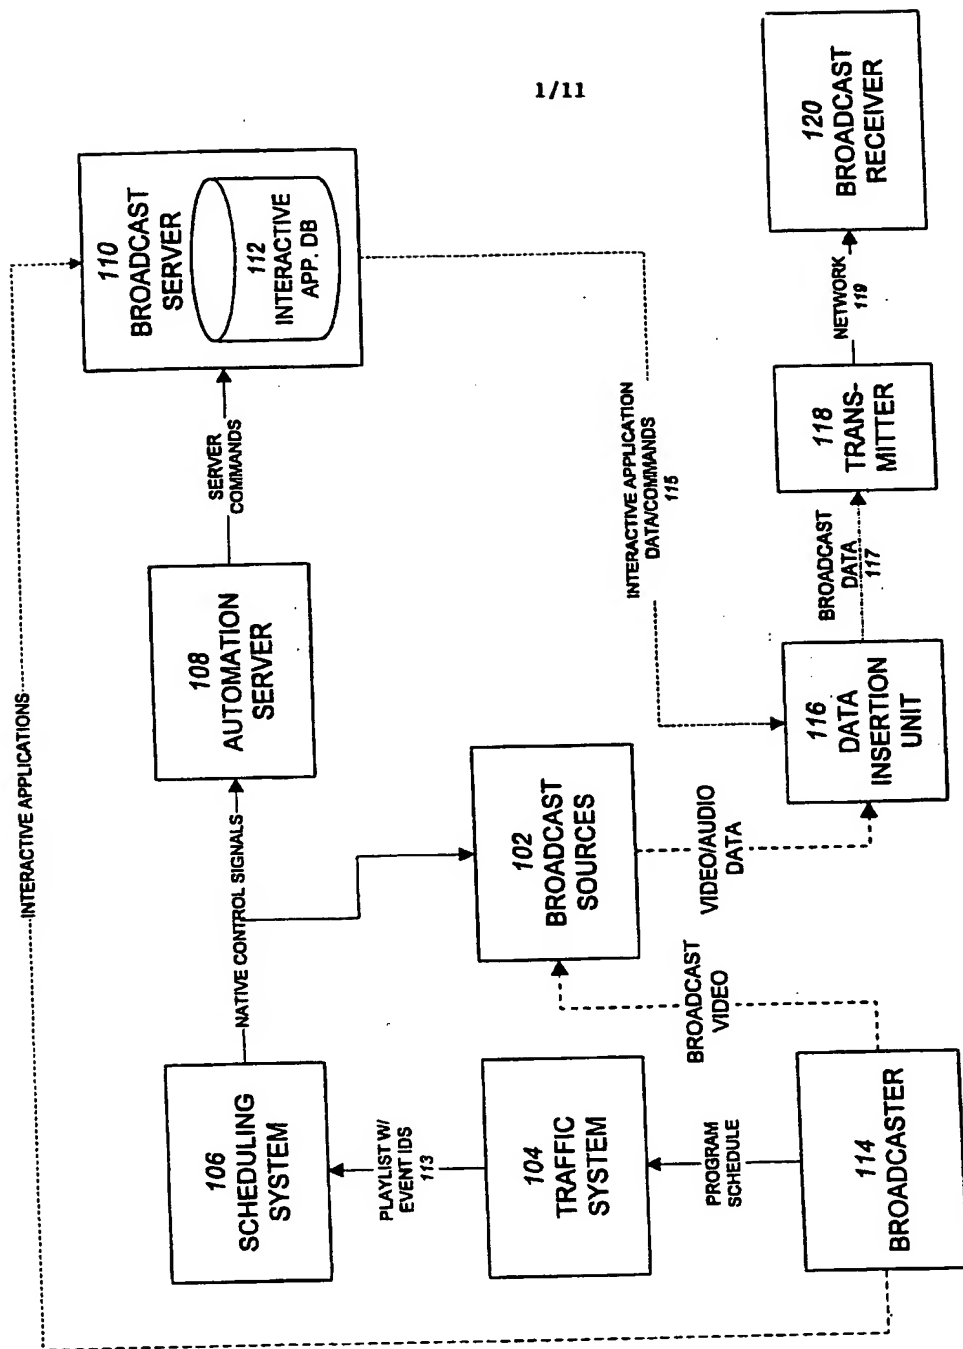 1/11
INTERACTIVE APPLICATIONS
106
SCHEDULING
SYSTEM
NATIVE CONTROL SIGNALS
108
AUTOMATION
SERVER
SERVER
COMMANDS
110
BROADCAST
SERVER
112
INTERACTIVE
APP. DB
PLAYLIST W/
EVENT IDS
113
104
TRAFFIC
SYSTEM
102
BROADCAST
SOURCES
INTERACTIVE APPLICATION
DATA/COMMANDS
115
PROGRAM
SCHEDULE
BROADCAST
VIDEO
VIDEO/AUDIO
DATA
114
BROADCASTER
116
DATA
INSERTION
UNIT
BROADCAST
DATA
117
118
TRANS-
MITTER
NETWORK
119
120
BROADCAST
RECEIVER